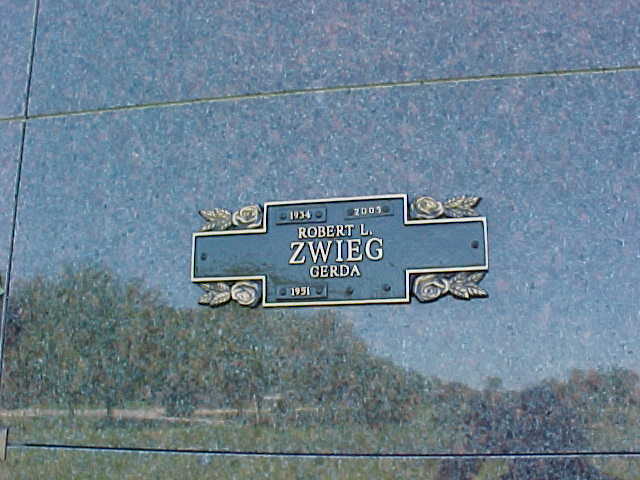 1934 2005
ROBERT L.
ZWIEG
GERDA
1951